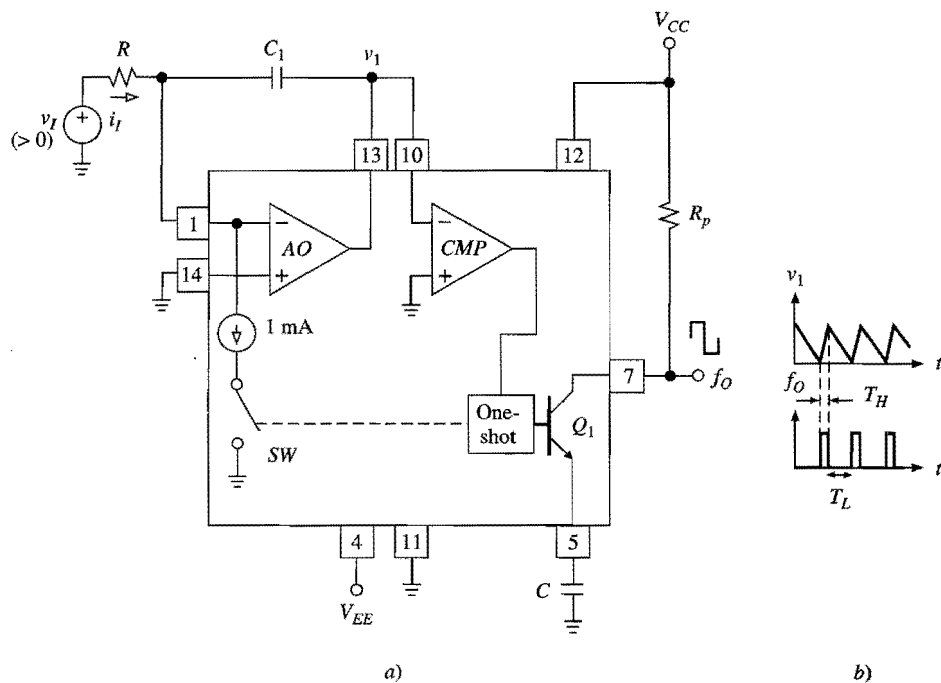 V_CC
R
C_1
v_1
v_I
(> 0)
i_I
13
10
12
1
AO
CMP
R_p
14
1 mA
v_1
t
7
f_O
f_O
T_H
One-shot
Q_1
SW
t
T_L
4
11
5
V_EE
C
a)
b)